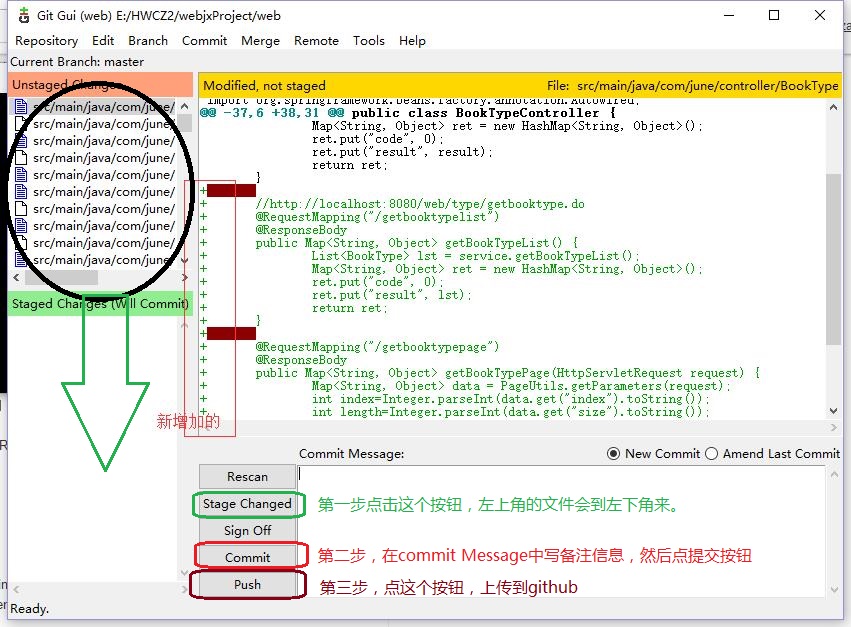 Git Gui (web) E:/HWCZ2/webjxProject/web
Repository Edit Branch Commit Merge Remote Tools Help
Current Branch: master
Unstaged Changes
src/main/java/com/june/
src/main/java/com/june/
src/main/java/com/june/
src/main/java/com/june/
src/main/java/com/june/
src/main/java/com/june/
src/main/java/com/june/
src/main/java/com/june/
src/main/java/com/june/
src/main/java/com/june/
Staged Changes (Will Commit)
Modified, not staged File: src/main/java/com/june/controller/BookType
import org.springframework.beans.factory.annotation.Autowired;
@@ -37,6 +38,31 @@ public class BookTypeController {
Map<String, Object> ret = new HashMap<String, Object>();
ret.put("code", 0);
ret.put("result", result);
return ret;
}
+
+ //http://localhost:8080/web/type/getbooktype.do
+ @RequestMapping("/getbooktypelist")
+ @ResponseBody
+ public Map<String, Object> getBookTypeList() {
+ List<BookType> lst = service.getBookTypeList();
+ Map<String, Object> ret = new HashMap<String, Object>();
+ ret.put("code", 0);
+ ret.put("result", lst);
+ return ret;
+ }
+
+ @RequestMapping("/getbooktypepage")
+ @ResponseBody
+ public Map<String, Object> getBookTypePage(HttpServletRequest request) {
+ Map<String, Object> data = PageUtils.getParameters(request);
+ int index=Integer.parseInt(data.get("index").toString());
+ int length=Integer.parseInt(data.get("size").toString());
新增加的
Commit Message: New Commit Amend Last Commit
Rescan
Stage Changed 第一步点击这个按钮，左上角的文件会到左下角来。
Sign Off
Commit 第二步，在commit Message中写备注信息，然后点提交按钮
Push 第三步，点这个按钮，上传到github
Ready.